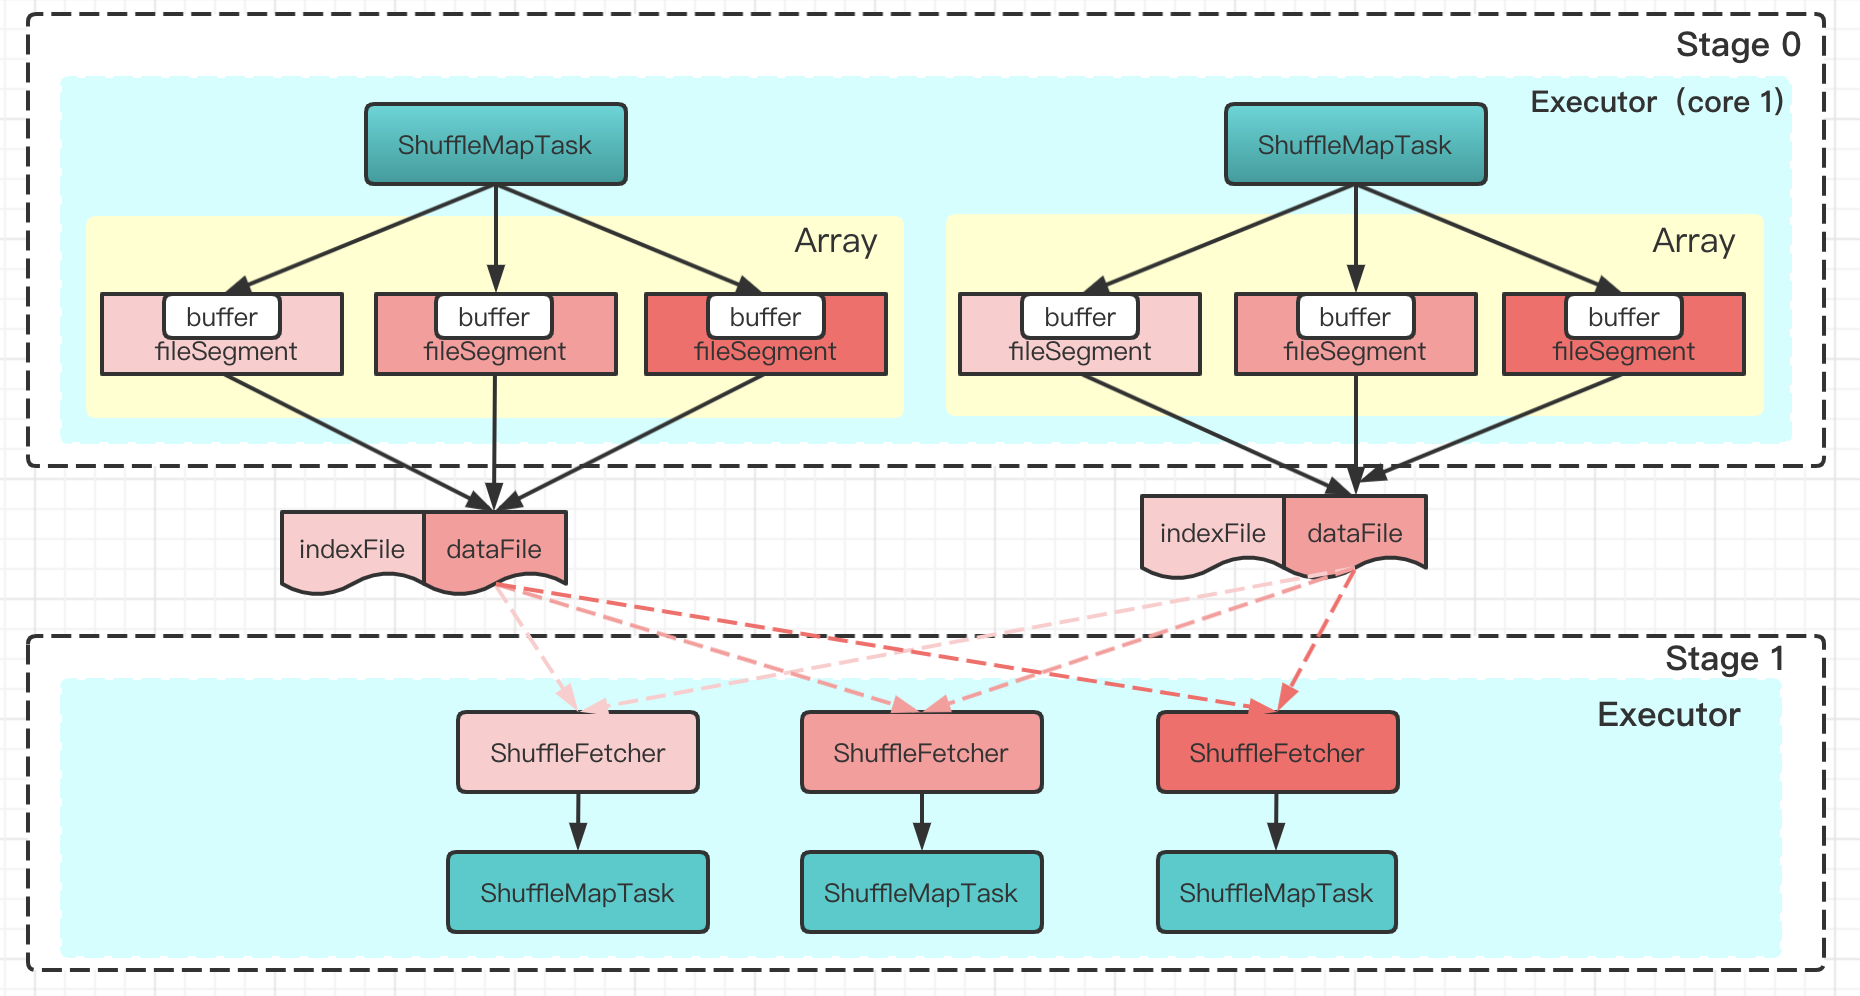 Stage 0
Executor（core 1）
ShuffleMapTask
ShuffleMapTask
Array
Array
buffer
fileSegment
buffer
fileSegment
buffer
fileSegment
buffer
fileSegment
buffer
fileSegment
buffer
fileSegment
indexFile
dataFile
indexFile
dataFile
Stage 1
Executor
ShuffleFetcher
ShuffleFetcher
ShuffleFetcher
ShuffleMapTask
ShuffleMapTask
ShuffleMapTask